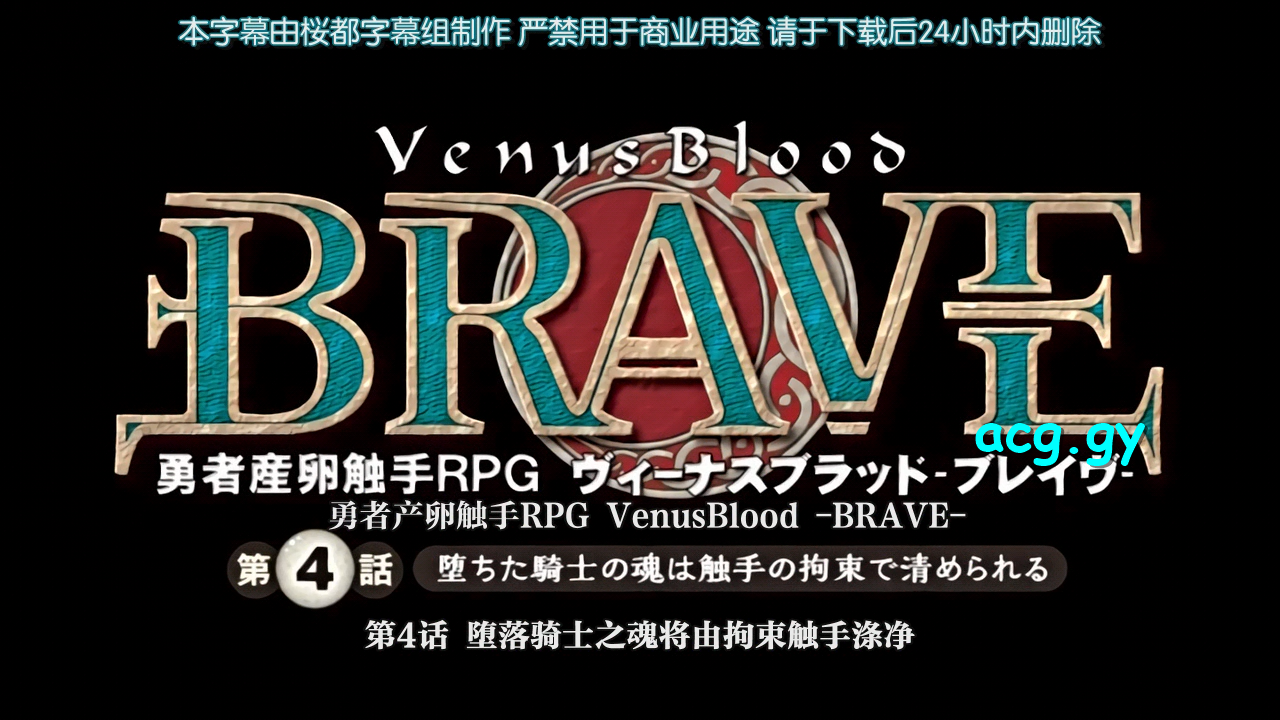 本字幕由桜都字幕组制作 严禁用于商业用途 请于下载后24小时内删除
Venus Blood
BRAVE
acg.gy
勇者産卵触手RPG ヴィーナスブラッド-ブレイヴ-
勇者产卵触手RPG VenusBlood -BRAVE-
第4話 堕ちた騎士の魂は触手の拘束で清められる
第4话 堕落骑士之魂将由拘束触手涤净